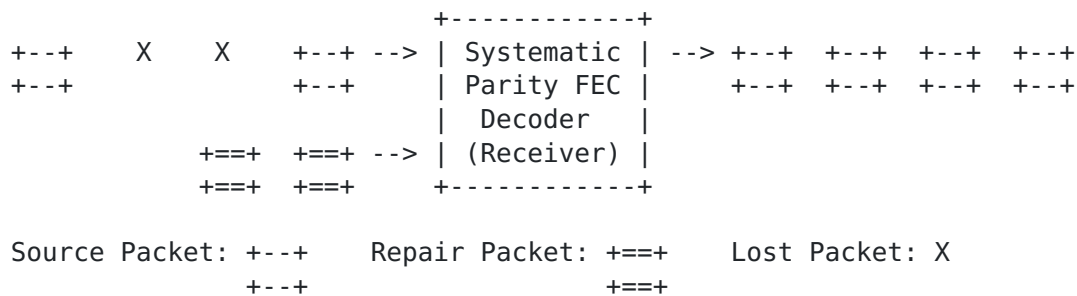 +------------+
+--+    X    X    +--+ --> | Systematic | --> +--+  +--+  +--+  +--+
+--+              +--+     | Parity FEC |     +--+  +--+  +--+  +--+
                           |  Decoder   |
            +==+  +==+ --> | (Receiver) |
            +==+  +==+     +------------+

Source Packet: +--+    Repair Packet: +==+    Lost Packet: X
               +--+                   +==+